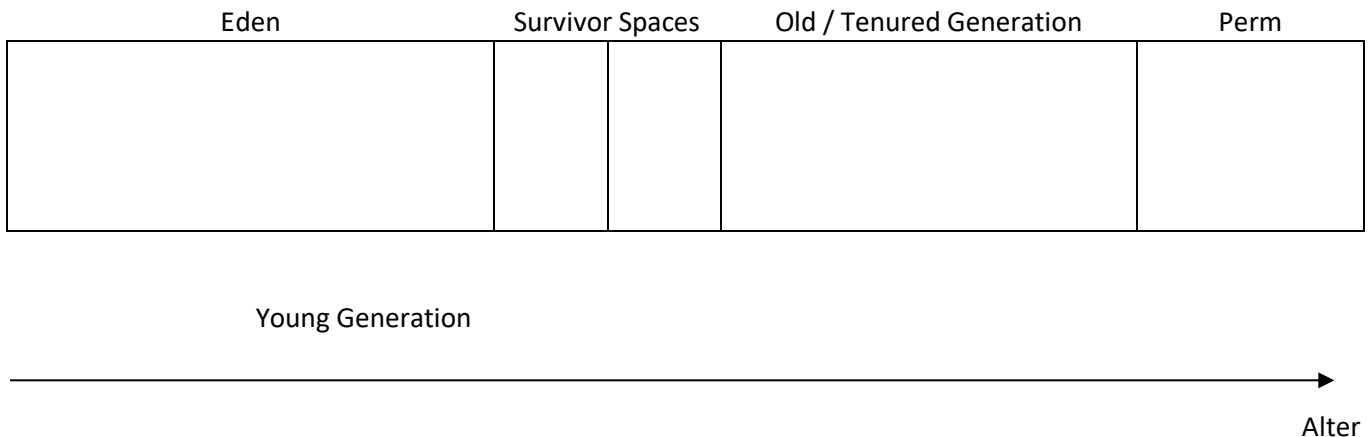 Eden Survivor Spaces Old / Tenured Generation Perm
Young Generation
Alter